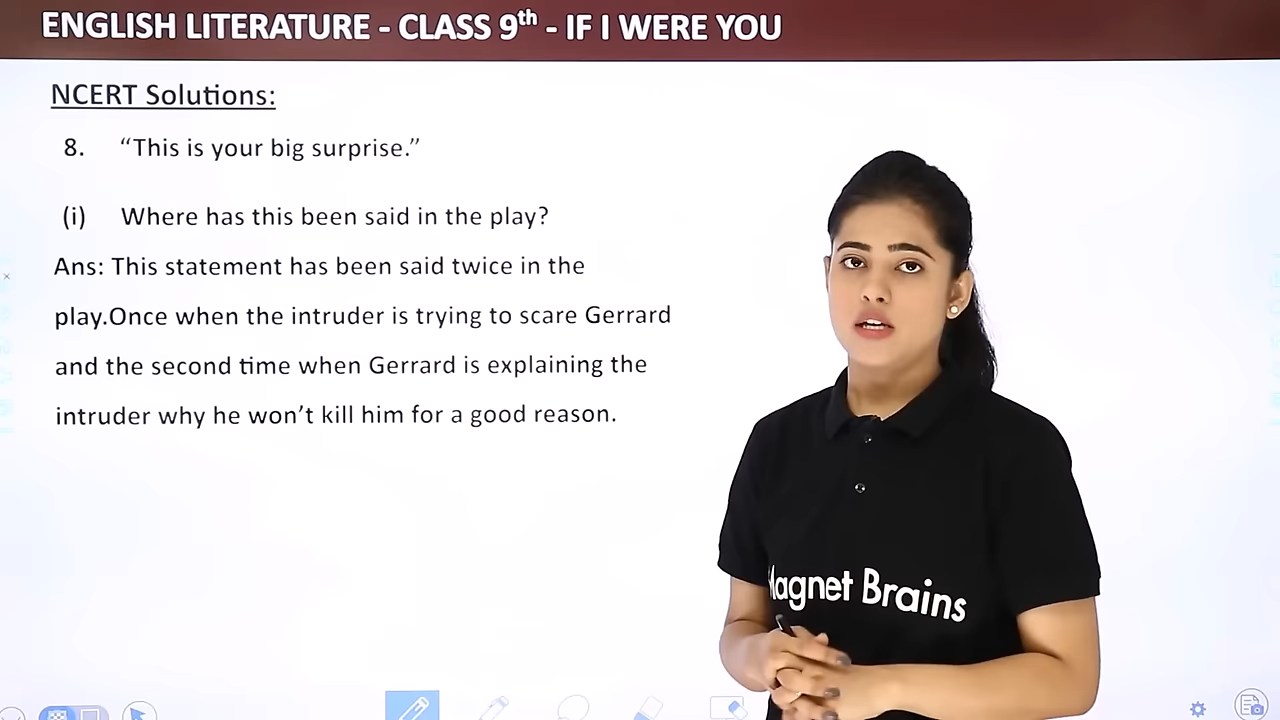 ENGLISH LITERATURE - CLASS 9th - IF I WERE YOU
NCERT Solutions:
8. “This is your big surprise.”
(i) Where has this been said in the play?
Ans: This statement has been said twice in the
play.Once when the intruder is trying to scare Gerrard
and the second time when Gerrard is explaining the
intruder why he won’t kill him for a good reason.
Magnet Brains